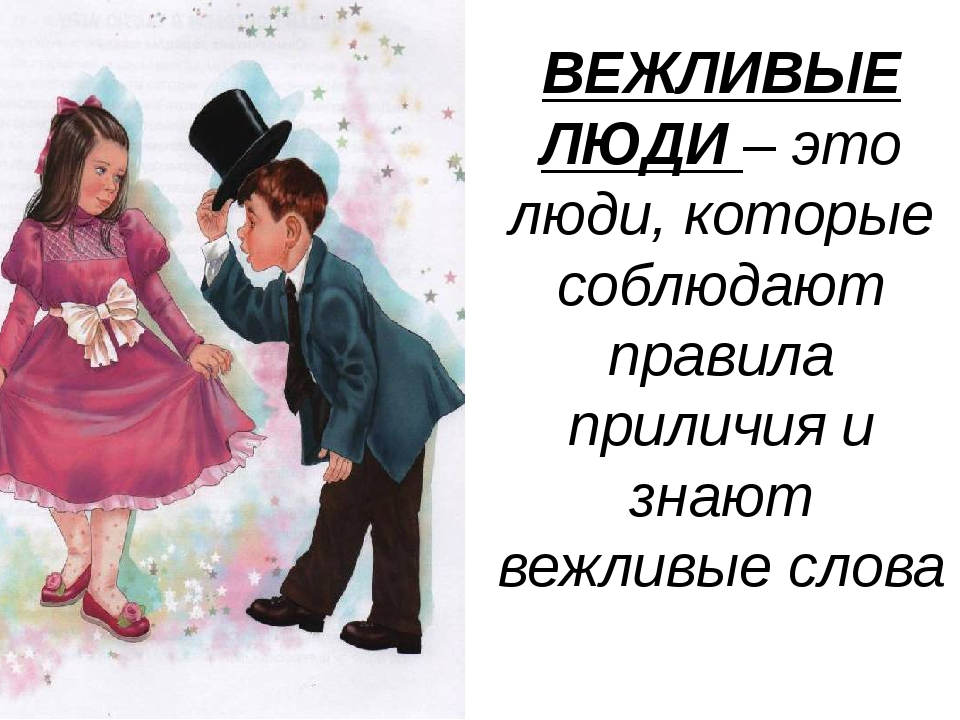 ВЕЖЛИВЫЕ
ЛЮДИ – это
люди, которые
соблюдают
правила
приличия и
знают
вежливые слова